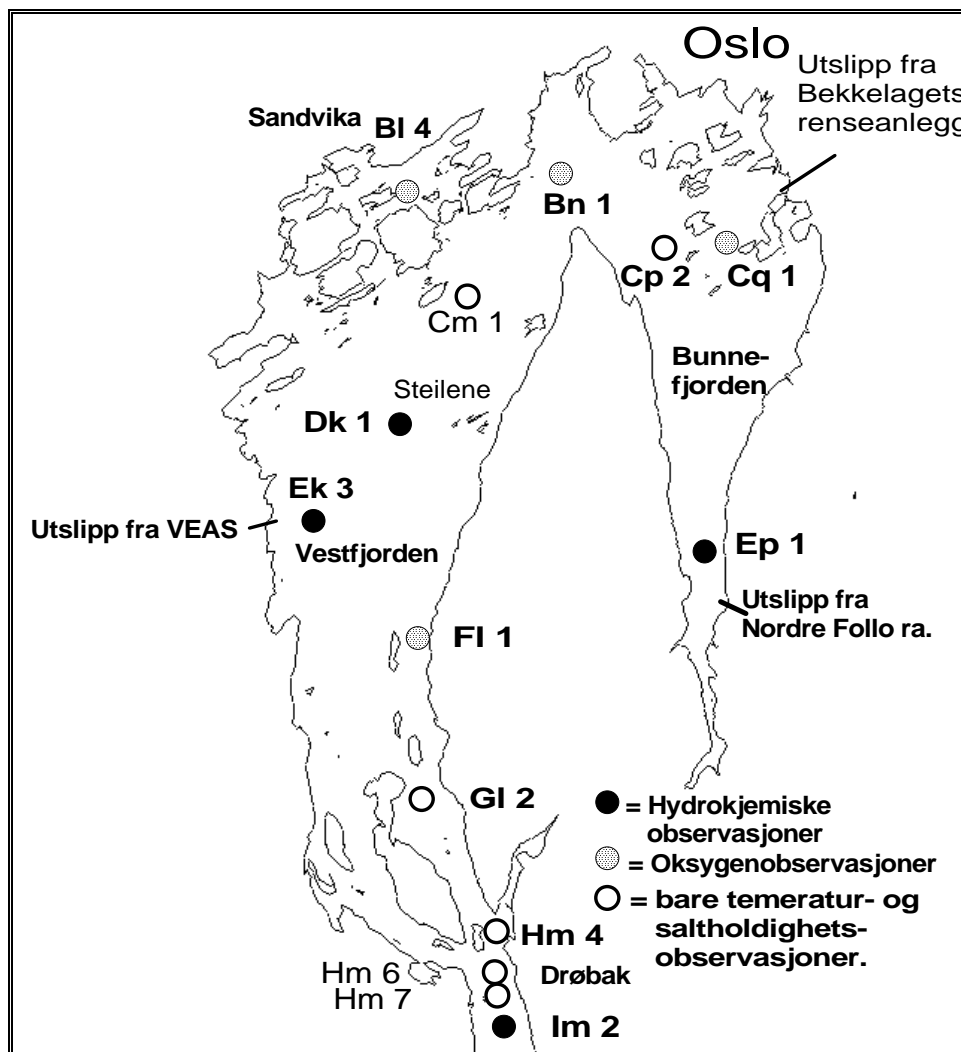 Oslo
Utslipp fra
Bekkelagets
renseanlegg
Sandvika
Bl 4
Bn 1
Cp 2
Cq 1
Cm 1
Bunne-
fjorden
Steilene
Dk 1
Ek 3
Utslipp fra VEAS
Vestfjorden
Ep 1
Utslipp fra
Nordre Follo ra.
Fl 1
Gl 2
= Hydrokjemiske
observasjoner
= Oksygenobservasjoner
= bare temeratur- og
saltholdighets-
observasjoner.
Hm 4
Hm 6
Drøbak
Hm 7
Im 2